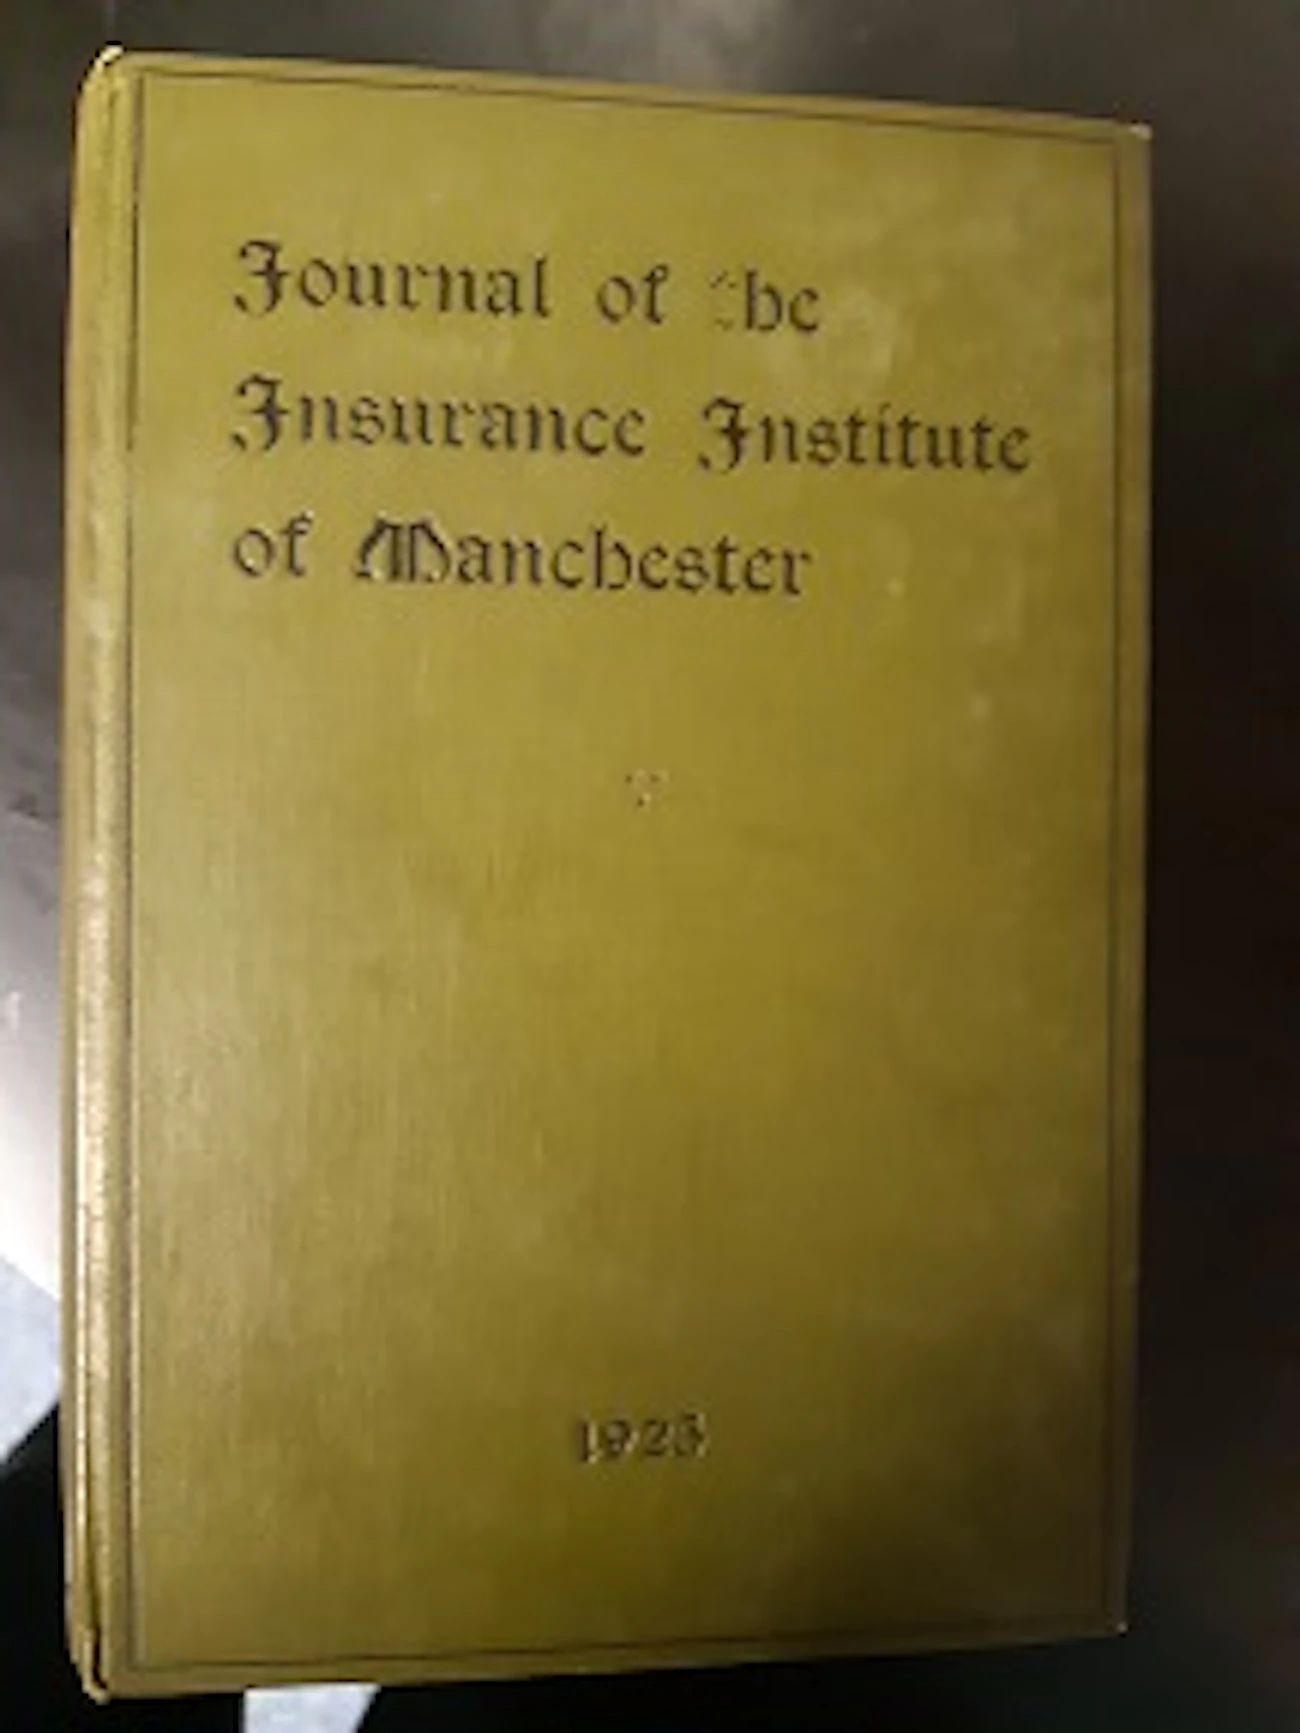 Journal of the
Insurance Institute
of Manchester